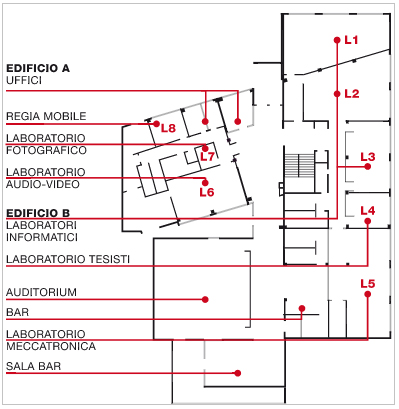 EDIFICIO A
UFFICI
REGIA MOBILE
LABORATORIO
FOTOGRAFICO
LABORATORIO
AUDIO-VIDEO
EDIFICIO B
LABORATORI
INFORMATICI
LABORATORIO TESISTI
AUDITORIUM
BAR
LABORATORIO
MECCATRONICA
SALA BAR
L1
L2
L3
L4
L5
L8
L7
L6